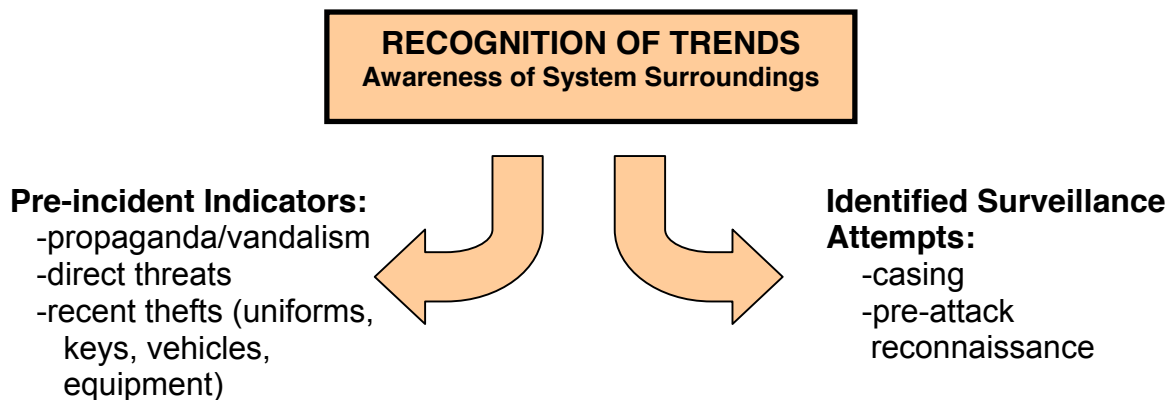 RECOGNITION OF TRENDS
Awareness of System Surroundings
Pre-incident Indicators:
-propaganda/vandalism
-direct threats
-recent thefts (uniforms,
keys, vehicles,
equipment)
Identified Surveillance
Attempts:
-casing
-pre-attack
reconnaissance